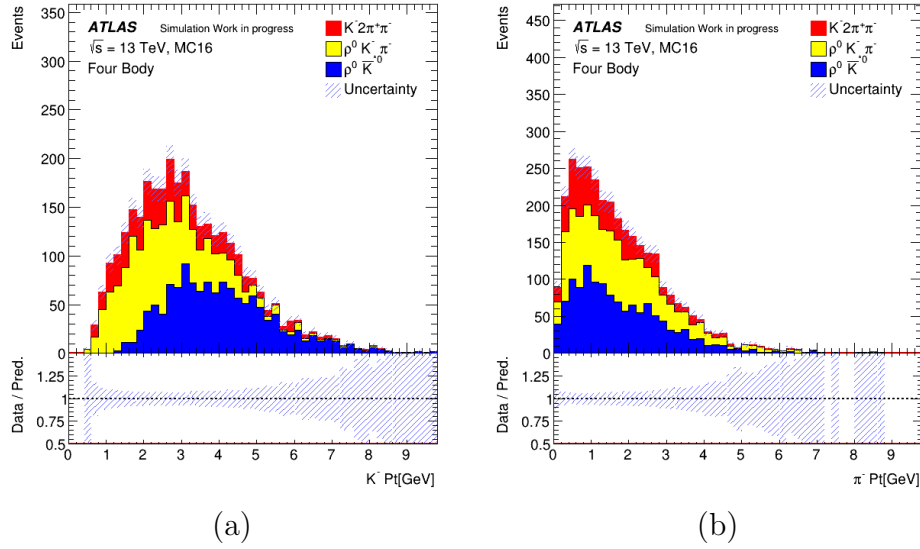 Events
350
300
250
200
150
100
50
0
ATLAS Simulation Work in progress
√s = 13 TeV, MC16
Four Body
K⁻2π⁺π⁻
ρ⁰ K⁻ π⁻
ρ⁰ K̅*⁰
Uncertainty
Data / Pred.
1.25
1
0.75
0.5
0 1 2 3 4 5 6 7 8 9
K⁻ Pt[GeV]
(a)
Events
450
400
350
300
250
200
150
100
50
0
ATLAS Simulation Work in progress
√s = 13 TeV, MC16
Four Body
K⁻2π⁺π⁻
ρ⁰ K⁻ π⁻
ρ⁰ K̅*⁰
Uncertainty
Data / Pred.
1.25
1
0.75
0.5
0 1 2 3 4 5 6 7 8 9
π⁻ Pt[GeV]
(b)